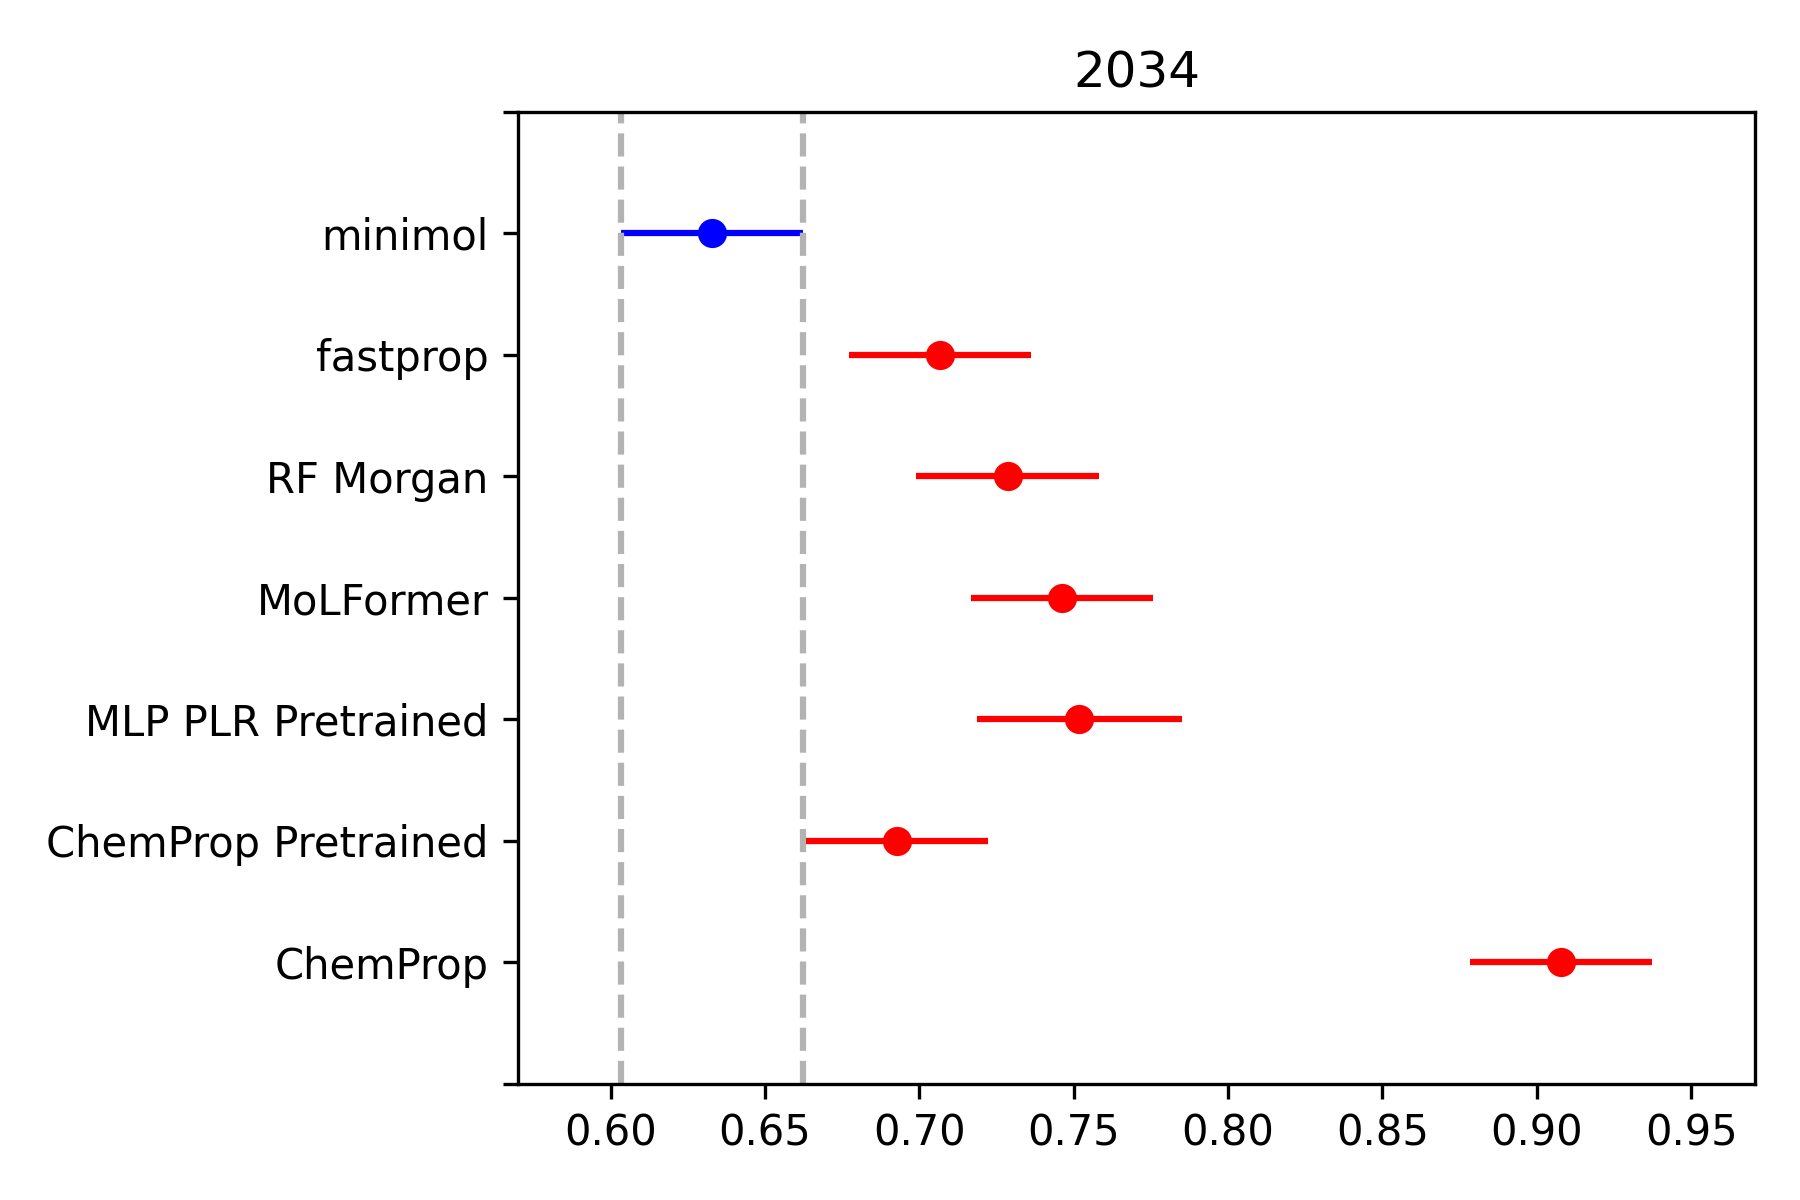 2034
minimol
fastprop
RF Morgan
MoLFormer
MLP PLR Pretrained
ChemProp Pretrained
ChemProp
0.60 0.65 0.70 0.75 0.80 0.85 0.90 0.95